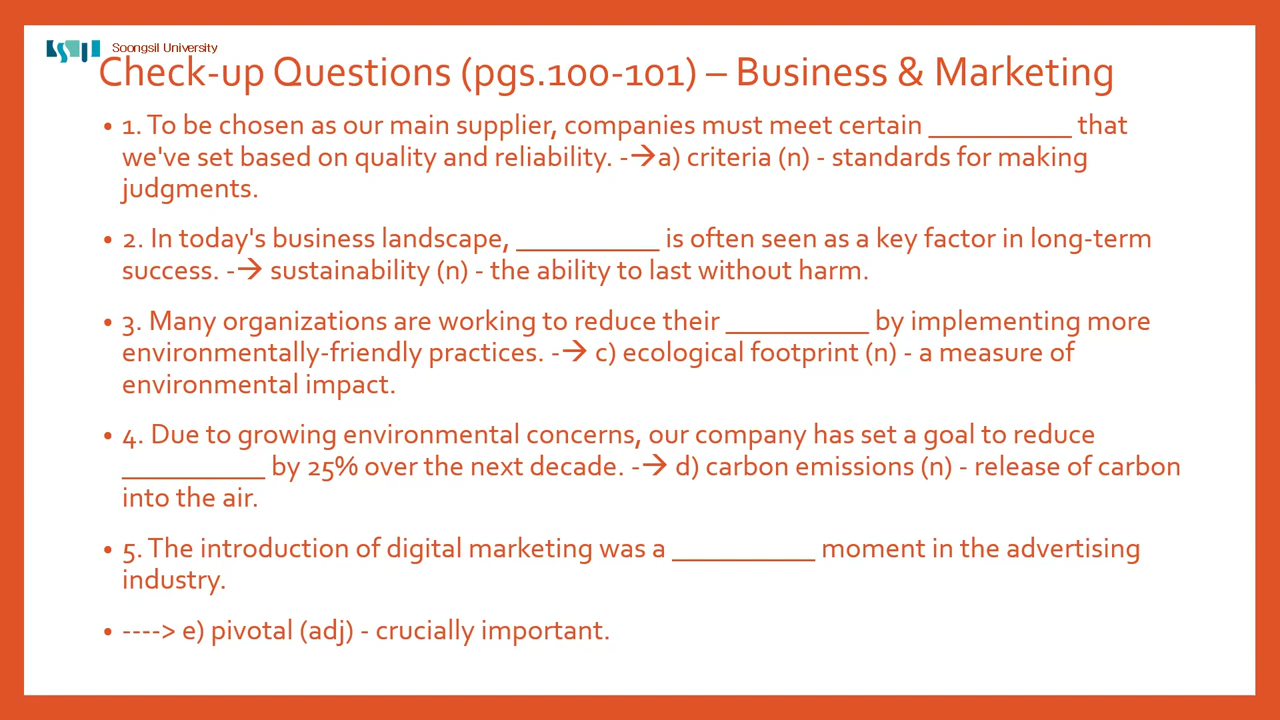 Soongsil University
Check-up Questions (pgs.100-101) – Business & Marketing
• 1. To be chosen as our main supplier, companies must meet certain ___________ that
we've set based on quality and reliability. -→a) criteria (n) - standards for making
judgments.
• 2. In today's business landscape, ___________ is often seen as a key factor in long-term
success. -→ sustainability (n) - the ability to last without harm.
• 3. Many organizations are working to reduce their ___________ by implementing more
environmentally-friendly practices. -→ c) ecological footprint (n) - a measure of
environmental impact.
• 4. Due to growing environmental concerns, our company has set a goal to reduce
___________ by 25% over the next decade. -→ d) carbon emissions (n) - release of carbon
into the air.
• 5. The introduction of digital marketing was a ___________ moment in the advertising
industry.
• ----> e) pivotal (adj) - crucially important.